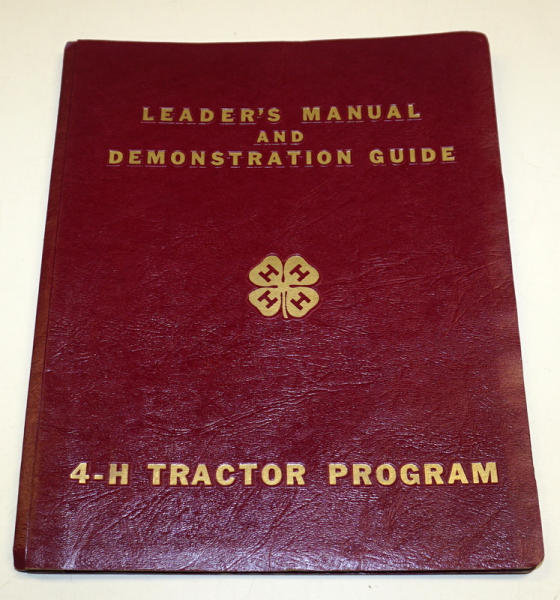 LEADER'S MANUAL
AND
DEMONSTRATION GUIDE
H H
H H
4-H TRACTOR PROGRAM